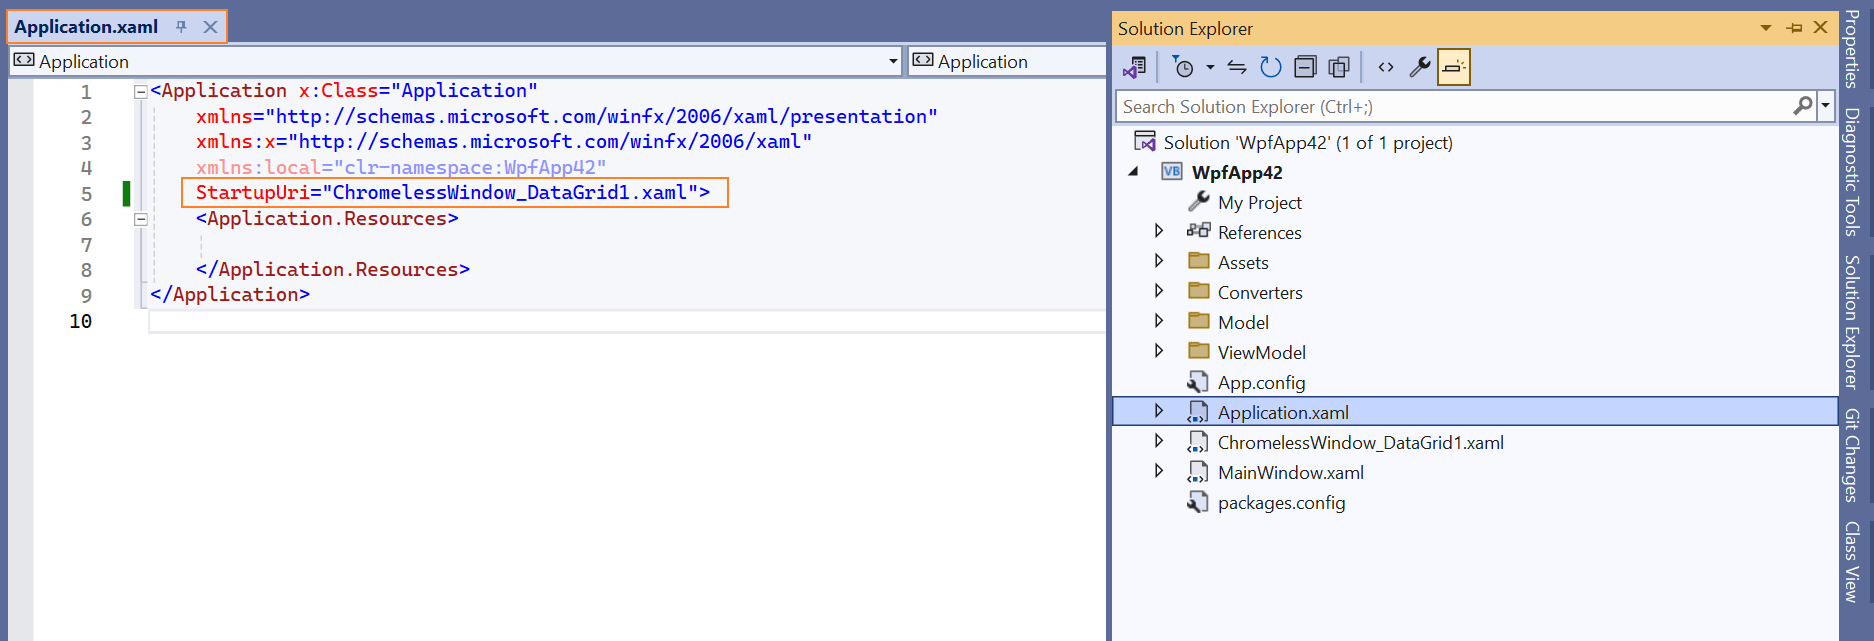 Application.xaml
Application
Application
1 <Application x:Class="Application"
2 xmlns="http://schemas.microsoft.com/winfx/2006/xaml/presentation"
3 xmlns:x="http://schemas.microsoft.com/winfx/2006/xaml"
4 xmlns:local="clr-namespace:WpfApp42"
5 StartupUri="ChromelessWindow_DataGrid1.xaml">
6 <Application.Resources>
7
8 </Application.Resources>
9 </Application>
10
Solution Explorer
Search Solution Explorer (Ctrl+;)
Solution 'WpfApp42' (1 of 1 project)
VB WpfApp42
My Project
References
Assets
Converters
Model
ViewModel
App.config
Application.xaml
ChromelessWindow_DataGrid1.xaml
MainWindow.xaml
packages.config
Properties
Diagnostic Tools
Solution Explorer
Git Changes
Class View